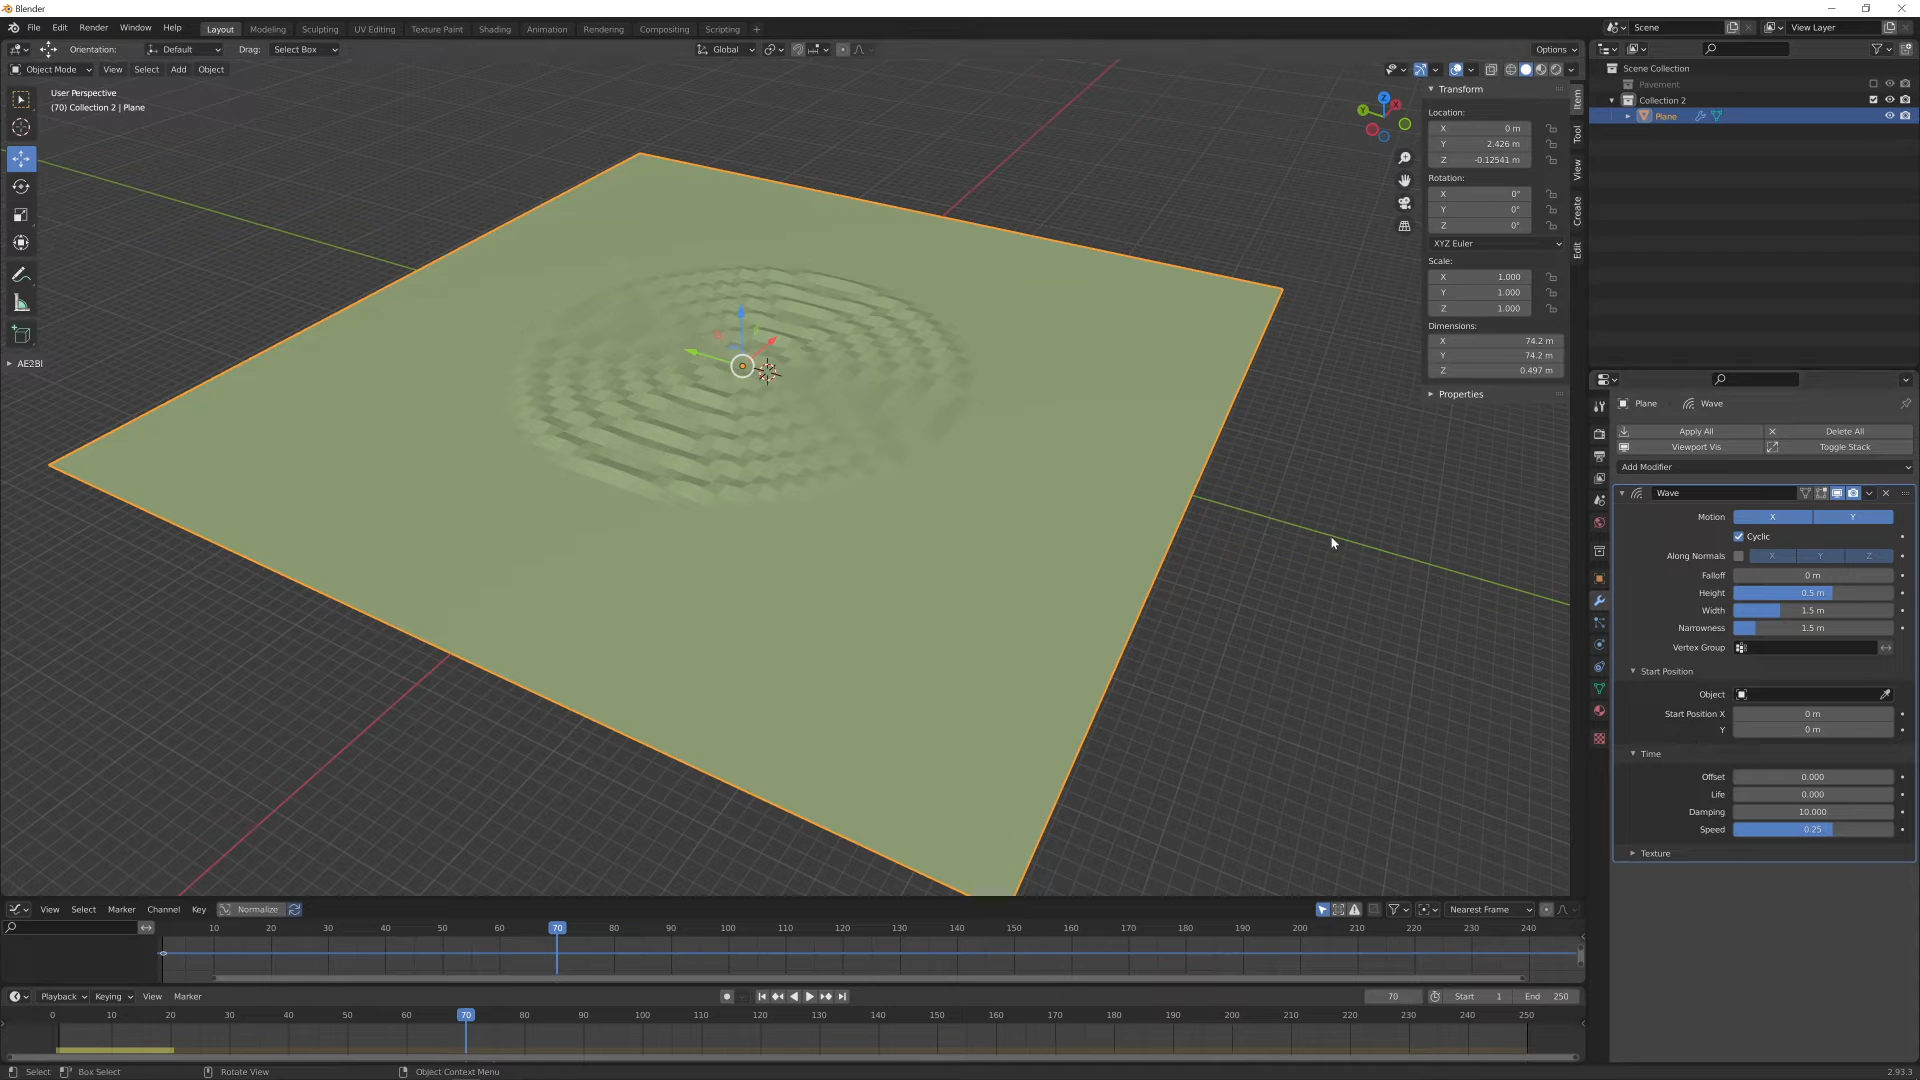 Blender
File Edit Render Window Help Layout Modeling Sculpting UV Editing Texture Paint Shading Animation Rendering Compositing Scripting + Scene View Layer
Orientation: Default Drag: Select Box Global Options
Object Mode View Select Add Object
User Perspective
(70) Collection 2 | Plane
AE2BI
Z
X
Y
Transform
Location:
X 0 m
Y 2.426 m
Z -0.12541 m
Rotation:
X 0°
Y 0°
Z 0°
XYZ Euler
Scale:
X 1.000
Y 1.000
Z 1.000
Dimensions:
X 74.2 m
Y 74.2 m
Z 0.497 m
Properties
Item
Tool
View
Create
Edit
Scene Collection
Pavement
Collection 2
Plane
Plane Wave
Apply All Delete All
Viewport Vis Toggle Stack
Add Modifier
Wave
Motion X Y
Cyclic
Along Normals X Y Z
Falloff 0 m
Height 0.5 m
Width 1.5 m
Narrowness 1.5 m
Vertex Group
Start Position
Object
Start Position X 0 m
Y 0 m
Time
Offset 0.000
Life 0.000
Damping 10.000
Speed 0.25
Texture
View Select Marker Channel Key Normalize Nearest Frame
10 20 30 40 50 60 70 80 90 100 110 120 130 140 150 160 170 180 190 200 210 220 230 240
Playback Keying View Marker 70 Start 1 End 250
0 10 20 30 40 50 60 70 80 90 100 110 120 130 140 150 160 170 180 190 200 210 220 230 240 250
Select Box Select Rotate View Object Context Menu 2.93.3